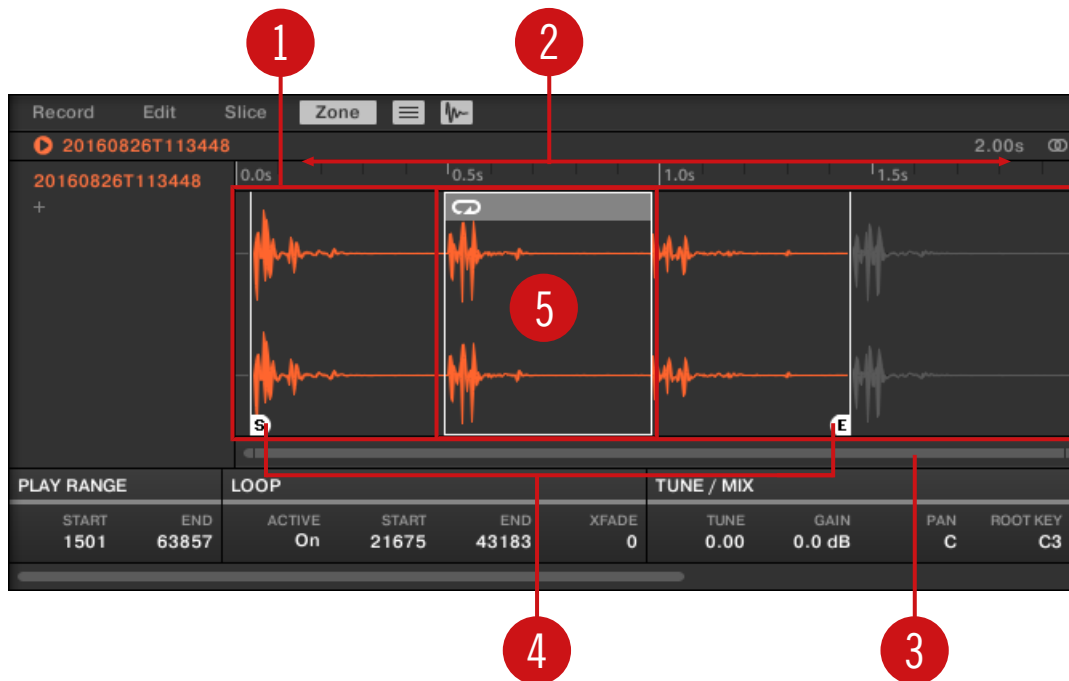 1 2
Record Edit Slice Zone
20160826T113448 2.00s
20160826T113448 0.0s 0.5s 1.0s 1.5s
+
5
S E
PLAY RANGE LOOP TUNE / MIX
START END ACTIVE START END XFADE TUNE GAIN PAN ROOT KEY
1501 63857 On 21675 43183 0 0.00 0.0 dB C C3
4 3